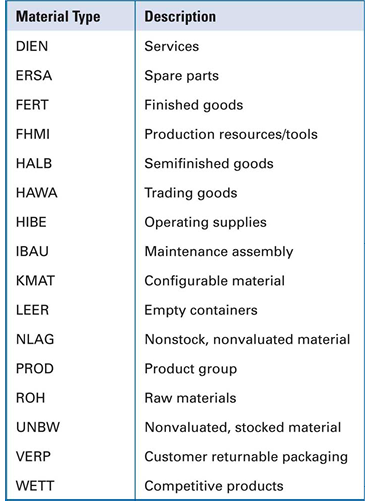 Material Type Description
DIEN Services
ERSA Spare parts
FERT Finished goods
FHMI Production resources/tools
HALB Semifinished goods
HAWA Trading goods
HIBE Operating supplies
IBAU Maintenance assembly
KMAT Configurable material
LEER Empty containers
NLAG Nonstock, nonvaluated material
PROD Product group
ROH Raw materials
UNBW Nonvaluated, stocked material
VERP Customer returnable packaging
WETT Competitive products